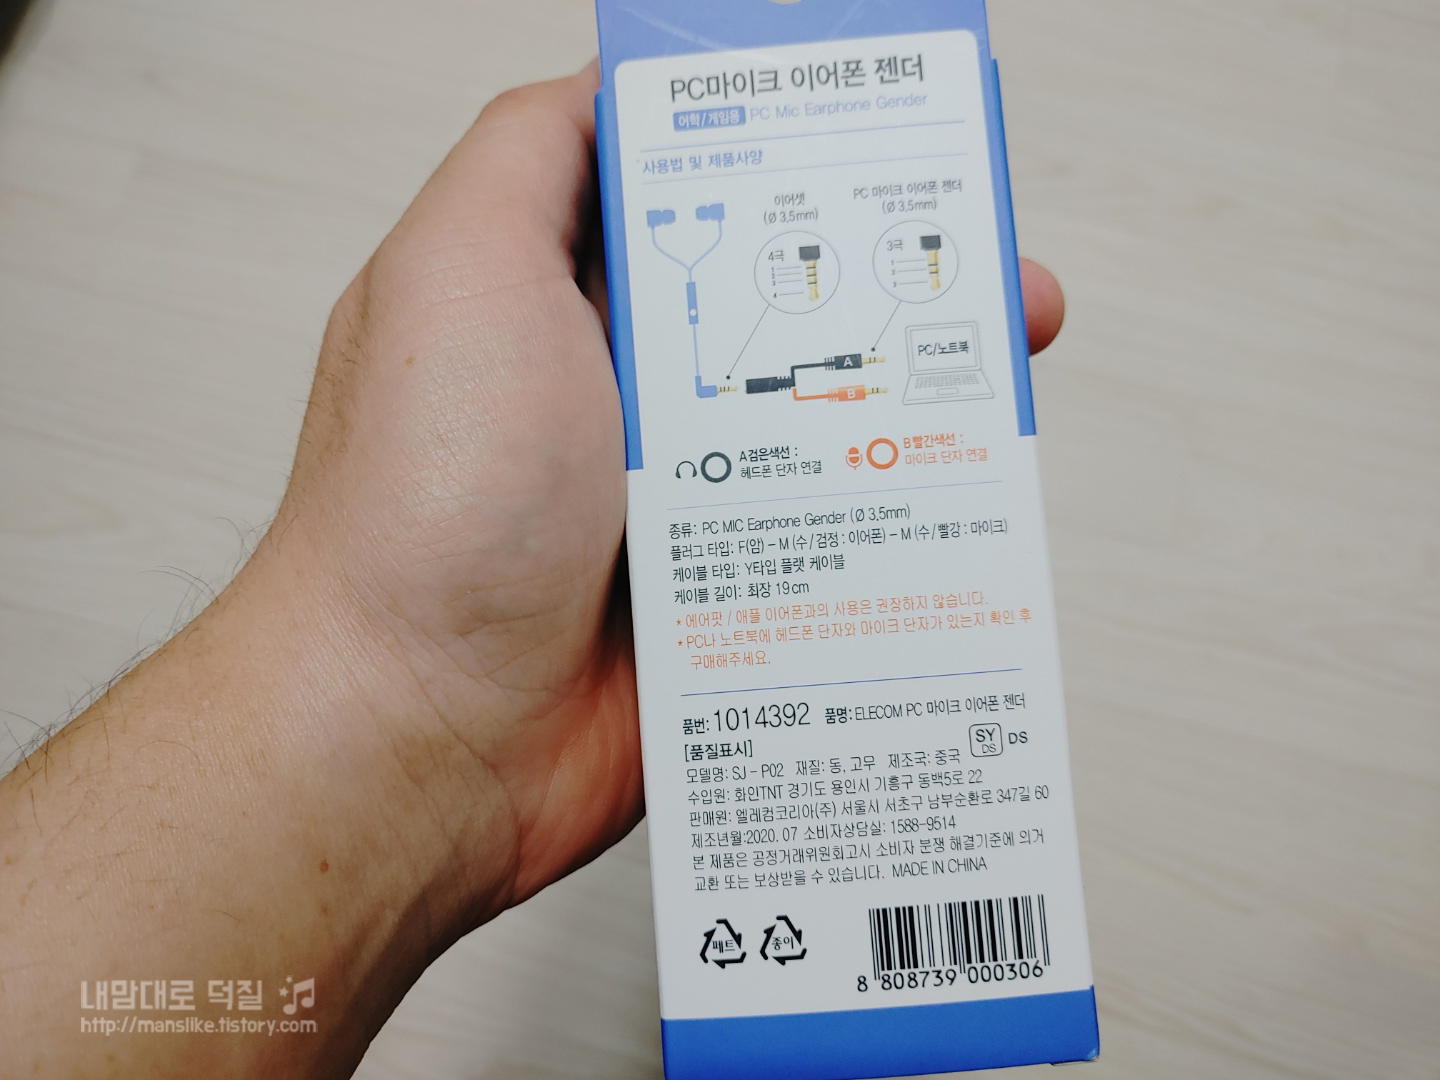 PC마이크 이어폰 젠더
어학/게임용 PC Mic Earphone Gender
사용법 및 제품사양
이어셋
(Ø 3.5mm)
PC 마이크 이어폰 젠더
(Ø 3.5mm)
4극
1
2
3
4
3극
1
2
3
PC/노트북
A
B
A 검은색선 :
헤드폰 단자 연결
B 빨간색선 :
마이크 단자 연결
종류: PC MIC Earphone Gender (Ø 3.5mm)
플러그 타입: F(암) – M (수/검정 : 이어폰) – M (수/빨강 : 마이크)
케이블 타입: Y타입 플랫 케이블
케이블 길이: 최장 19cm
* 에어팟 / 애플 이어폰과의 사용은 권장하지 않습니다.
* PC나 노트북에 헤드폰 단자와 마이크 단자가 있는지 확인 후
구매해주세요.
품번: 1014392 품명: ELECOM PC 마이크 이어폰 젠더
[품질표시]
SY
DS
DS
모델명: SJ – P02 재질: 동, 고무 제조국: 중국
수입원: 화인TNT 경기도 용인시 기흥구 동백5로 22
판매원: 엘레컴코리아(주) 서울시 서초구 남부순환로 347길 60
제조년월:2020. 07 소비자상담실: 1588-9514
본 제품은 공정거래위원회고시 소비자 분쟁 해결기준에 의거
교환 또는 보상받을 수 있습니다. MADE IN CHINA
페트
종이
8 808739 000306
내맘대로 덕질
http://manslike.tistory.com